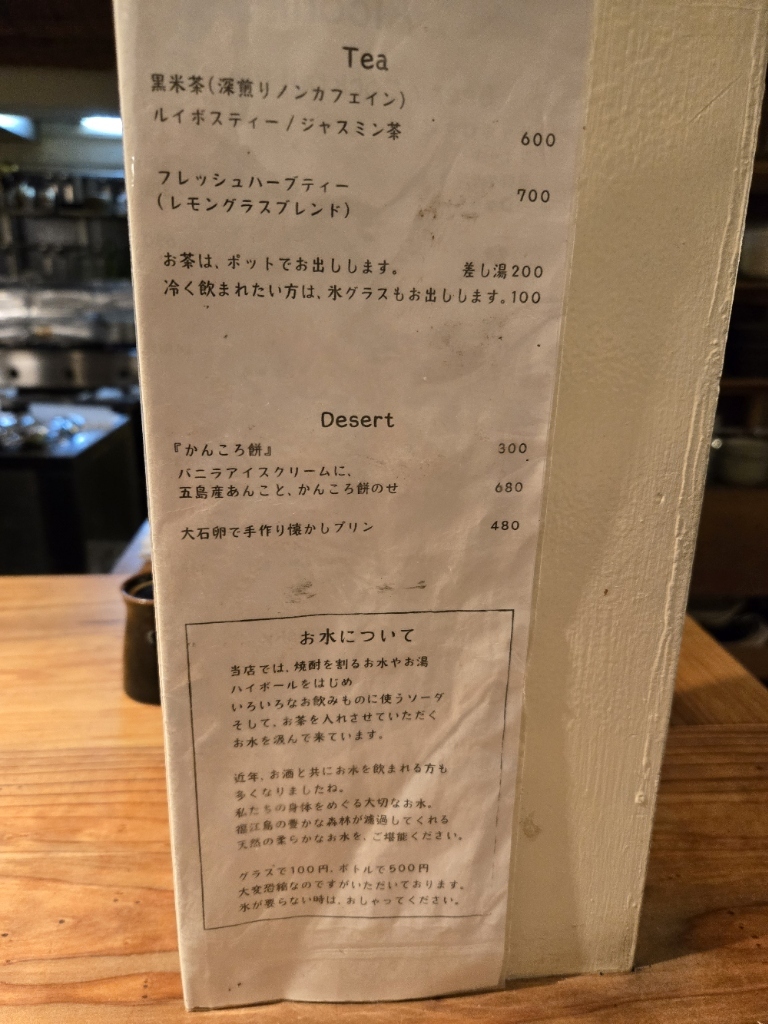 Tea
黒米茶(深煎りノンカフェイン)
ルイボスティー/ジャスミン茶 600
フレッシュハーブティー
(レモングラスブレンド) 700
お茶は、ポットでお出しします。 差し湯200
冷く飲まれたい方は、氷グラスもお出しします。100
Desert
『かんころ餅』 300
バニラアイスクリームに、
五島産あんこと、かんころ餅のせ 680
大石卵で手作り懐かしプリン 480
お水について
当店では、焼酎を割るお水やお湯
ハイボールをはじめ
いろいろなお飲みものに使うソーダ
そして、お茶を入れさせていただく
お水を汲んで来ています。
近年、お酒と共にお水を飲まれる方も
多くなりましたね。
私たちの身体をめぐる大切なお水。
福江島の豊かな森林が濾過してくれる
天然の柔らかなお水を、ご堪能ください。
グラスで100円、ボトルで500円
大変恐縮なのですがいただいております。
氷が要らない時は、おしゃってください。